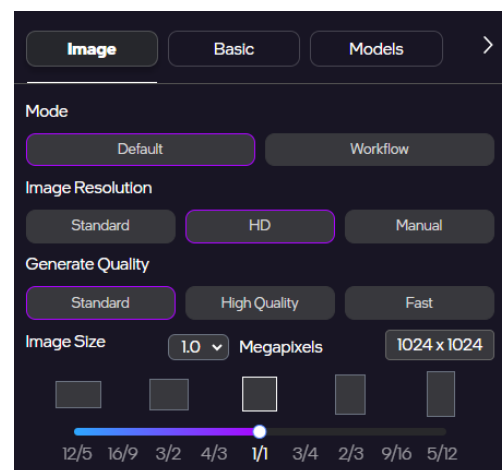 Image Basic Models
Mode
Default Workflow
Image Resolution
Standard HD Manual
Generate Quality
Standard High Quality Fast
Image Size 1.0 Megapixels 1024 x 1024
12/5 16/9 3/2 4/3 1/1 3/4 2/3 9/16 5/12